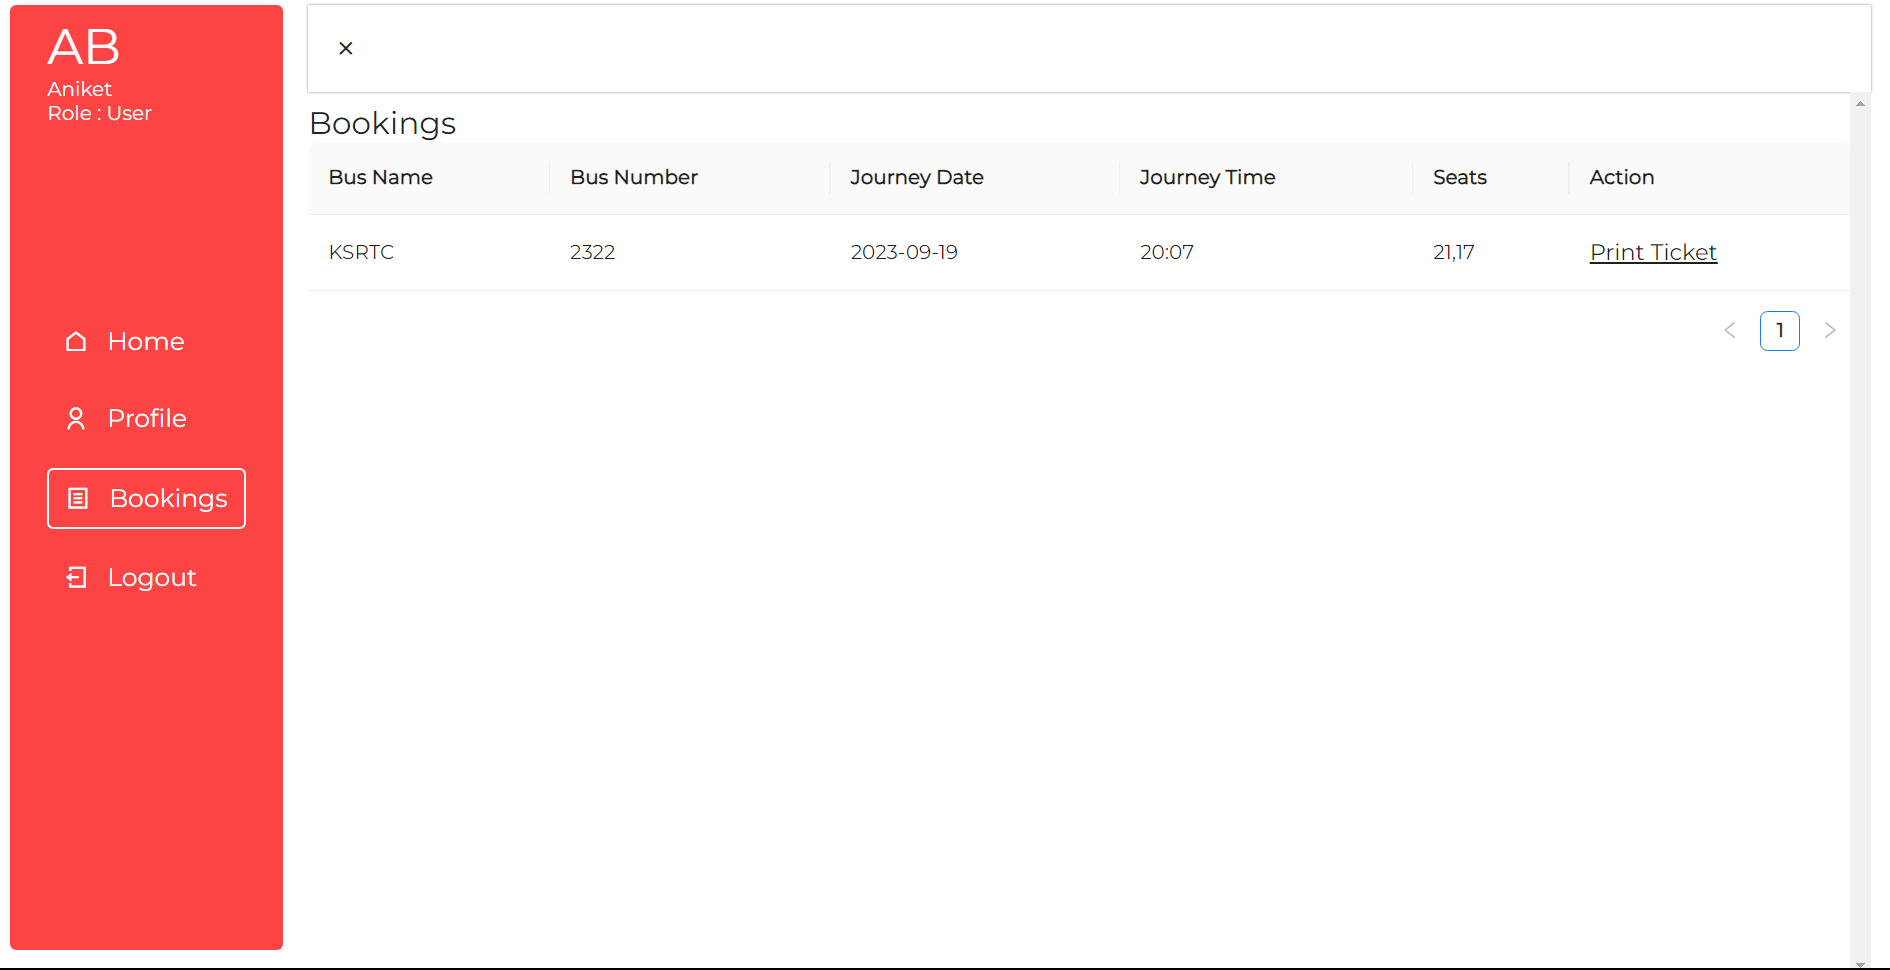 AB
Aniket
Role : User
Home
Profile
Bookings
Logout
Bookings
Bus Name Bus Number Journey Date Journey Time Seats Action
KSRTC 2322 2023-09-19 20:07 21,17 Print Ticket
1